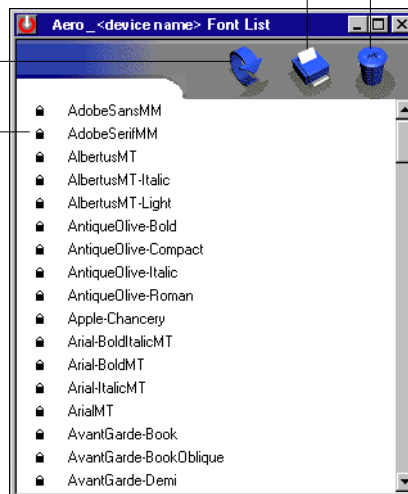 Aero_<device name> Font List
AdobeSansMM
AdobeSerifMM
AlbertusMT
AlbertusMT-Italic
AlbertusMT-Light
AntiqueOlive-Bold
AntiqueOlive-Compact
AntiqueOlive-Italic
AntiqueOlive-Roman
Apple-Chancery
Arial-BoldItalicMT
Arial-BoldMT
Arial-ItalicMT
ArialMT
AvantGarde-Book
AvantGarde-BookOblique
AvantGarde-Demi